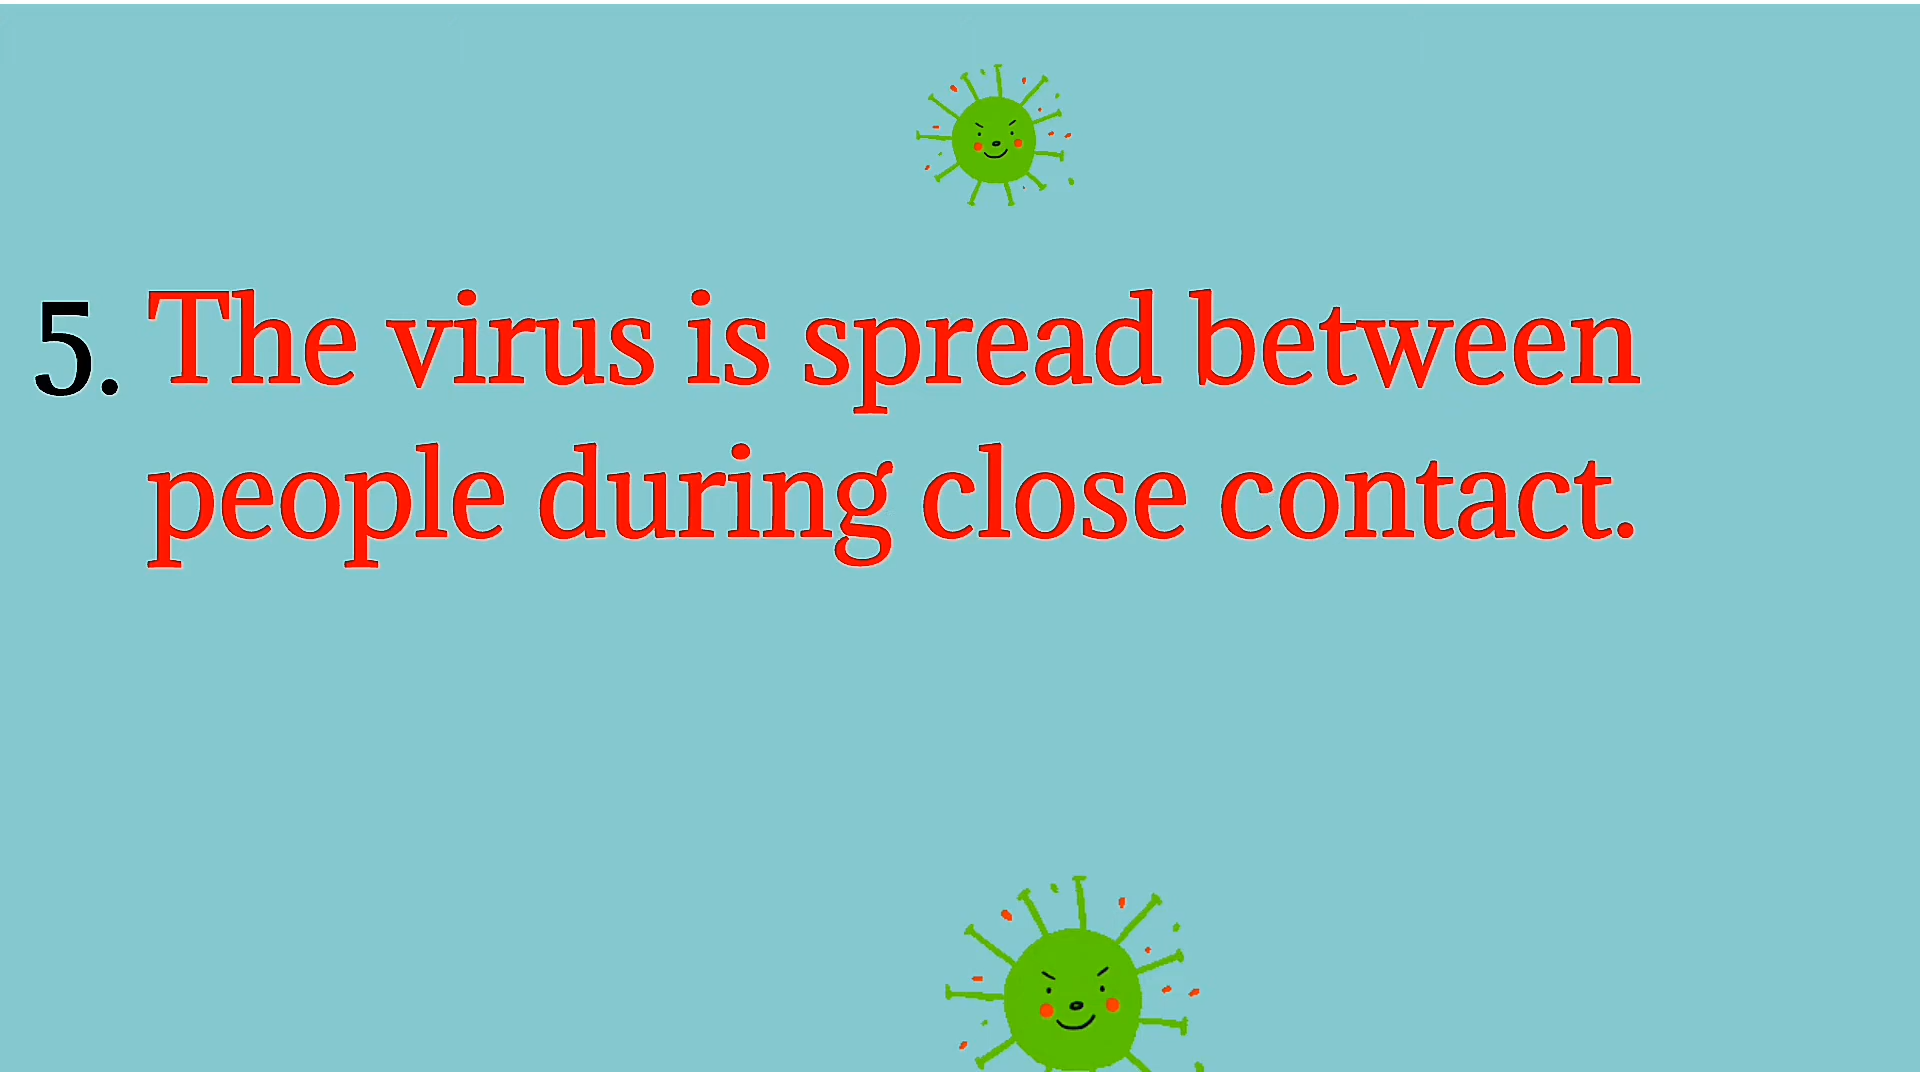 5. The virus is spread between
people during close contact.